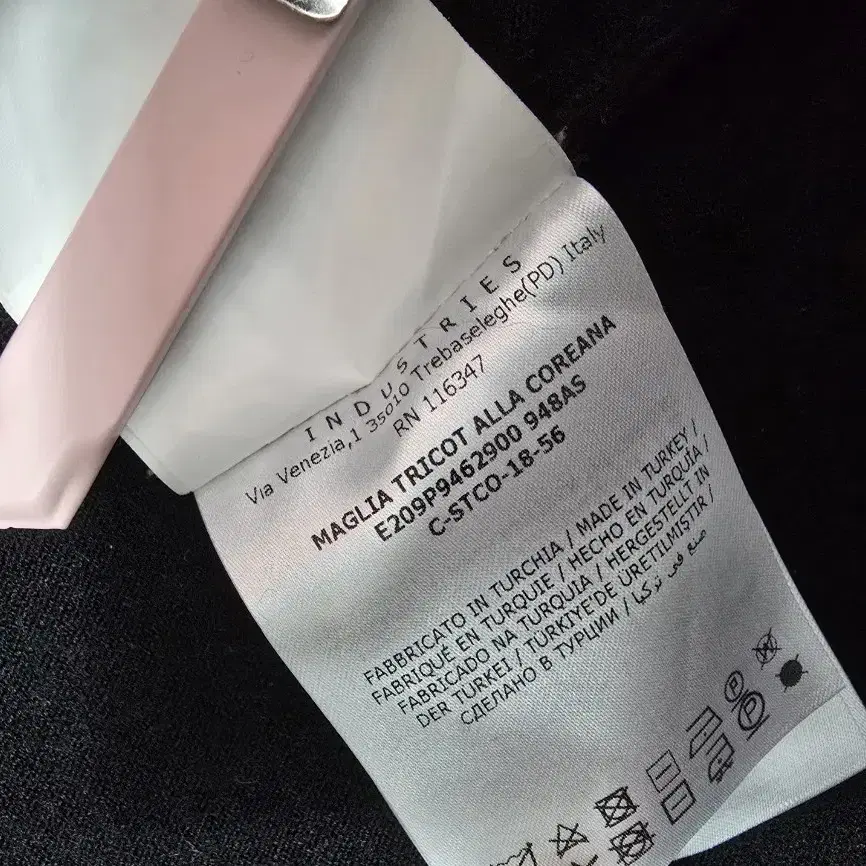 INDUSTRIES
Via Venezia,1 35010 Trebaseleghe(PD) Italy
RN 116347
MAGLIA TRICOT ALLA COREANA
E209P9462900 948AS
C-STCO-18-56
FABBRICATO IN TURCHIA / MADE IN TURKEY /
FABRIQUÉ EN TURQUIE / HECHO EN TURQUIA /
FABRICADO NA TURQUIA / HERGESTELLT IN
DER TÜRKEI / TÜRKIYE'DE ÜRETILMIŞTIR /
СДЕЛАНО В ТУРЦИИ / صنع في تركيا